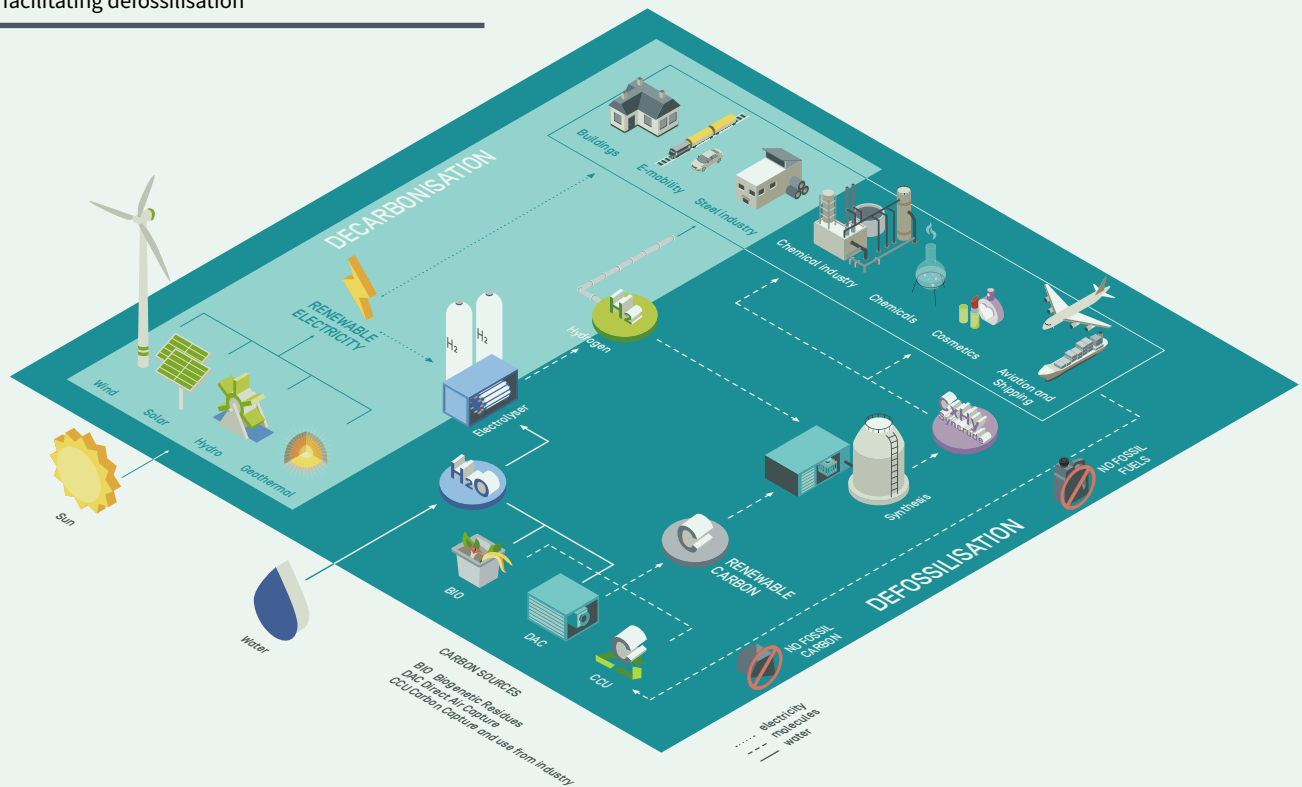 facilitating defossilisation
DECARBONISATION
Buildings
E-mobility
Steel Industry
Chemical Industry
Chemicals
Cosmetics
Aviation and
Shipping
RENEWABLE
ELECTRICITY
H2
H2
H2
Hydrogen
Electrolyser
Wind
Solar
Hydro
Geothermal
Sun
H2O
Water
CxHy
Syncrude
Synthesis
NO FOSSIL
FUELS
C
RENEWABLE
CARBON
DEFOSSILISATION
BIO
DAC
C
CCU
NO FOSSIL
CARBON
CARBON SOURCES
BIO Biogenetic Residues
DAC Direct Air Capture
CCU Carbon Capture and use from industry
electricity
molecules
water